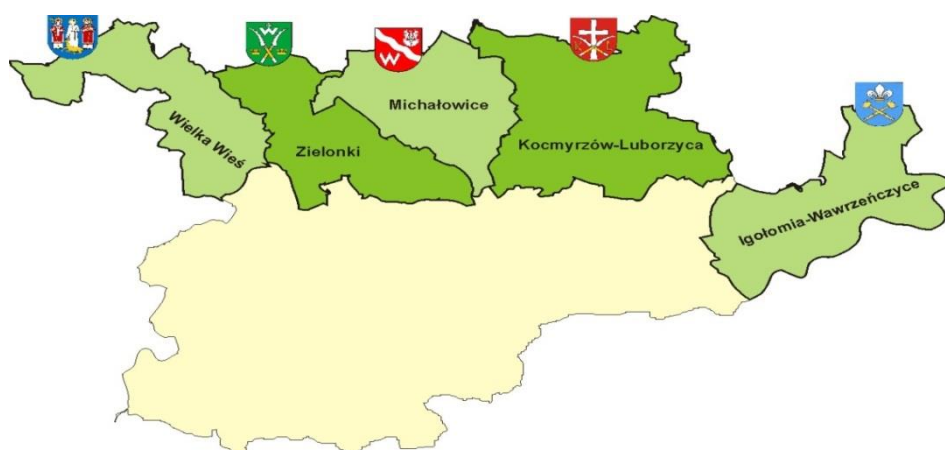 Wielka Wieś
Zielonki
Michałowice
W
Kocmyrzów-Luborzyca
Igołomia-Wawrzeńczyce